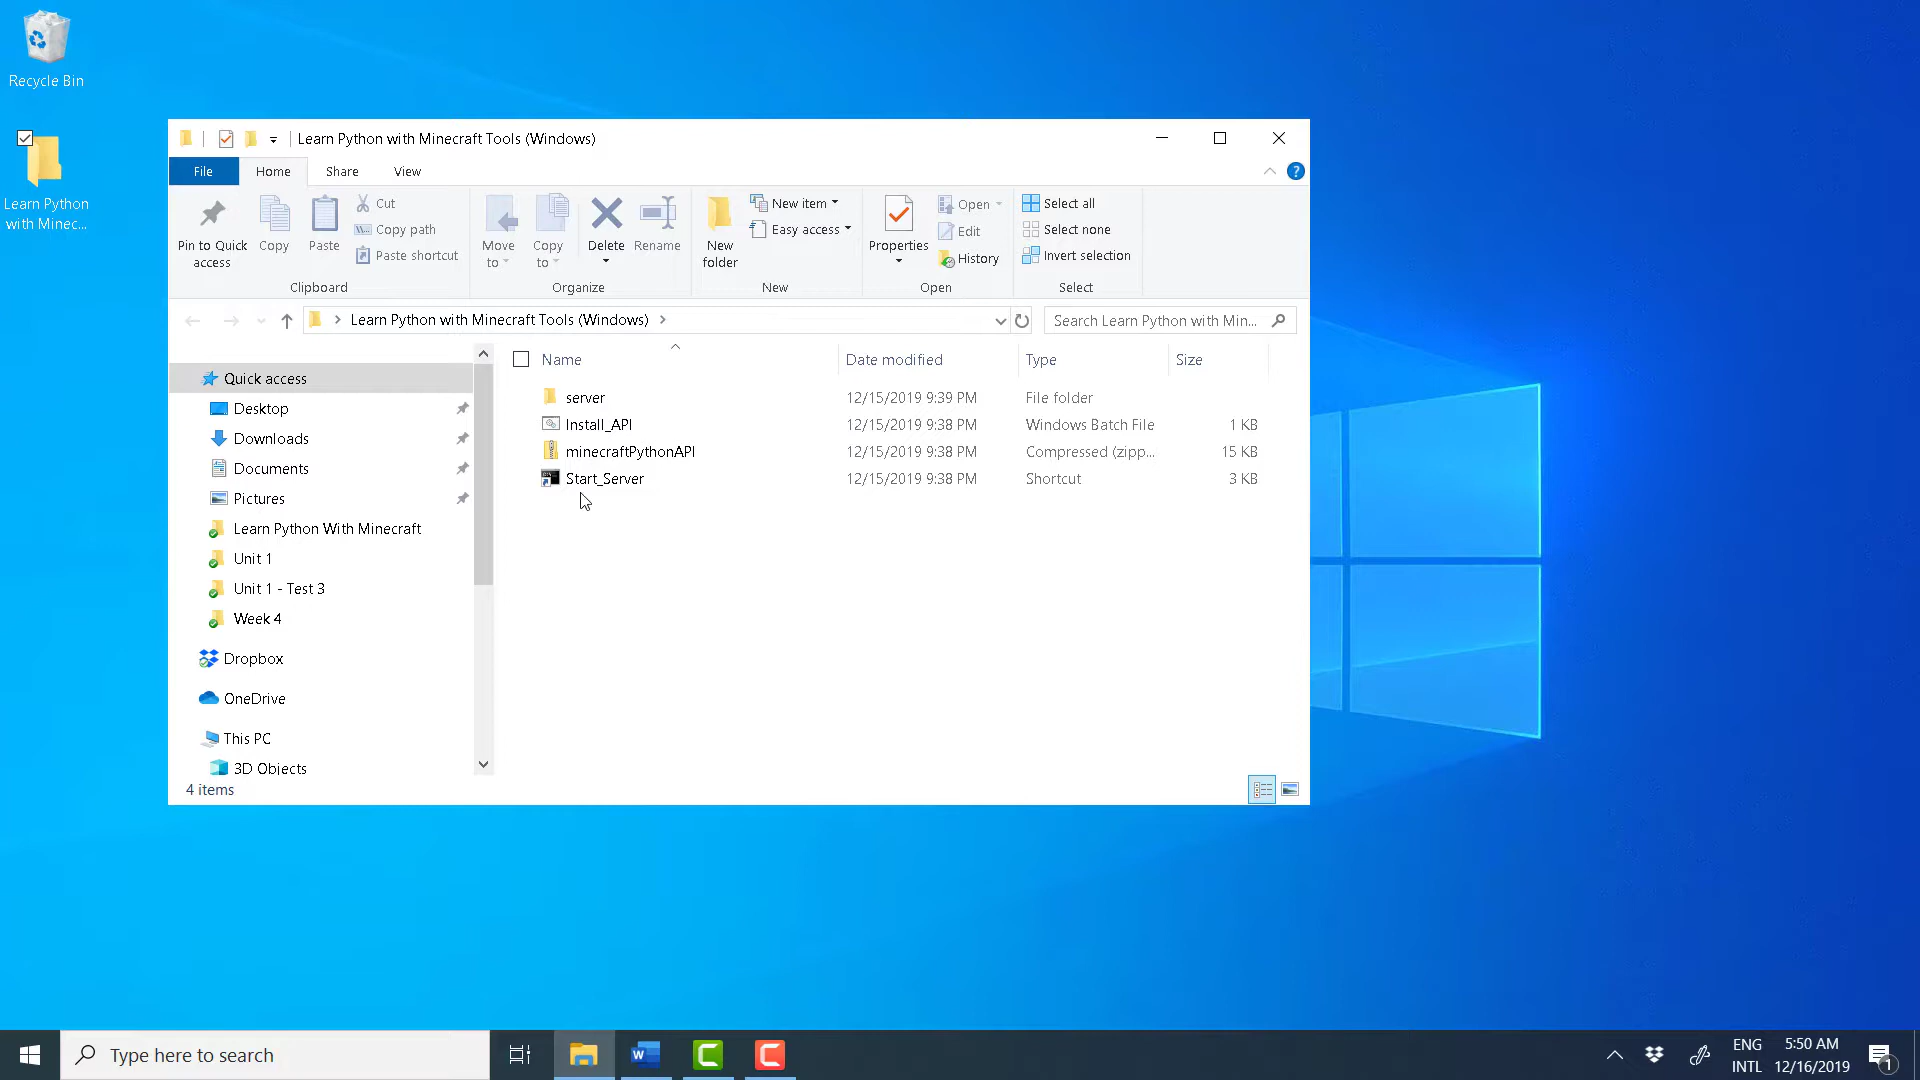 Recycle Bin
Learn Python
with Minec...
Learn Python with Minecraft Tools (Windows)
File
Home
Share
View
Pin to Quick
access
Copy
Paste
Cut
Copy path
Paste shortcut
Clipboard
Move
to
Copy
to
Delete
Rename
Organize
New
folder
New item
Easy access
New
Properties
Open
Edit
History
Open
Select all
Select none
Invert selection
Select
Learn Python with Minecraft Tools (Windows)
Search Learn Python with Min...
Name
Date modified
Type
Size
server
12/15/2019 9:39 PM
File folder
Install_API
12/15/2019 9:38 PM
Windows Batch File
1 KB
minecraftPythonAPI
12/15/2019 9:38 PM
Compressed (zipp...
15 KB
Start_Server
12/15/2019 9:38 PM
Shortcut
3 KB
Quick access
Desktop
Downloads
Documents
Pictures
Learn Python With Minecraft
Unit 1
Unit 1 - Test 3
Week 4
Dropbox
OneDrive
This PC
3D Objects
4 items
Type here to search
ENG
INTL
5:50 AM
12/16/2019
1